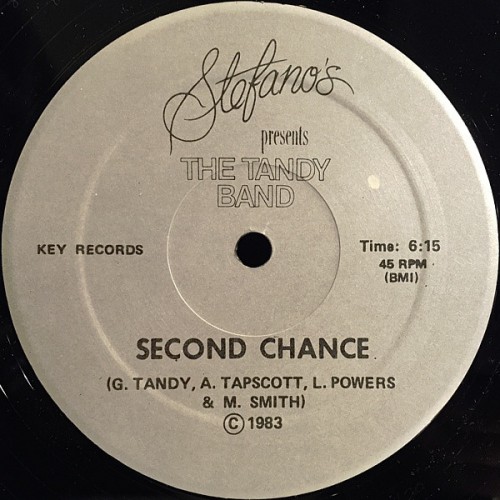 Stefano's
presents
THE TANDY
BAND
KEY RECORDS
Time: 6:15
45 RPM
(BMI)
SECOND CHANCE
(G. TANDY, A. TAPSCOTT, L. POWERS
& M. SMITH)
© 1983